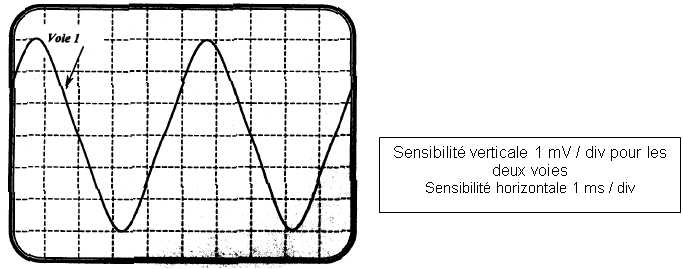 Voie 1
Sensibilité verticale 1 mV / div pour les
deux voies
Sensibilité horizontale 1 ms / div